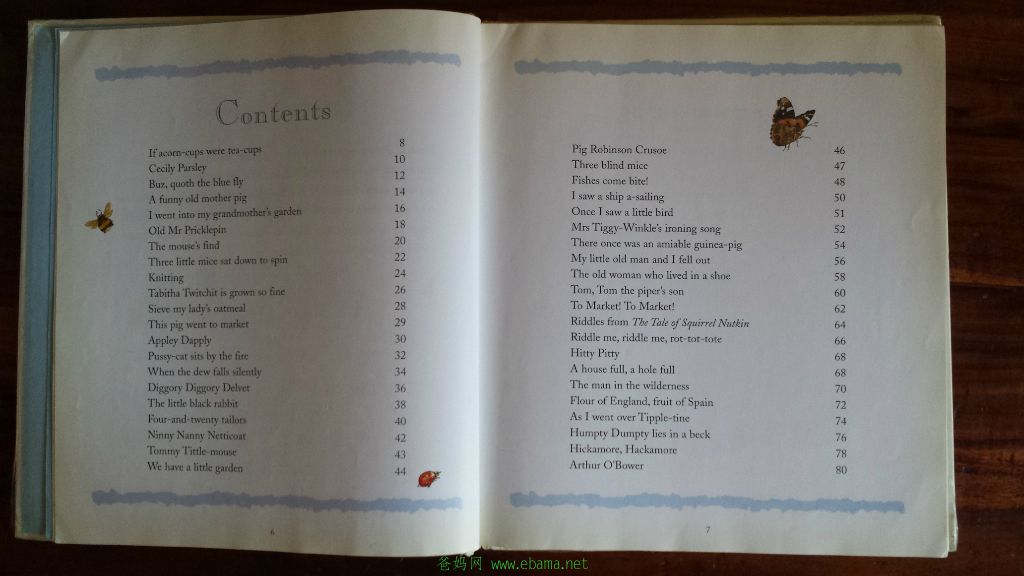 Contents
If acorn-cups were tea-cups 8
Cecily Parsley 10
Buz, quoth the blue fly 12
A funny old mother pig 14
I went into my grandmother's garden 16
Old Mr Pricklepin 18
The mouse's find 20
Three little mice sat down to spin 22
Knitting 24
Tabitha Twitchit is grown so fine 26
Sieve my lady's oatmeal 28
This pig went to market 29
Appley Dapply 30
Pussy-cat sits by the fire 32
When the dew falls silently 34
Diggory Diggory Delvet 36
The little black rabbit 38
Four-and-twenty tailors 40
Ninny Nanny Netticoat 42
Tommy Tittle-mouse 43
We have a little garden 44
6
Pig Robinson Crusoe 46
Three blind mice 47
Fishes come bite! 48
I saw a ship a-sailing 50
Once I saw a little bird 51
Mrs Tiggy-Winkle's ironing song 52
There once was an amiable guinea-pig 54
My little old man and I fell out 56
The old woman who lived in a shoe 58
Tom, Tom the piper's son 60
To Market! To Market! 62
Riddles from The Tale of Squirrel Nutkin 64
Riddle me, riddle me, rot-tot-tote 66
Hitty Pitty 68
A house full, a hole full 68
The man in the wilderness 70
Flour of England, fruit of Spain 72
As I went over Tipple-tine 74
Humpty Dumpty lies in a beck 76
Hickamore, Hackamore 78
Arthur O'Bower 80
7
爸妈网 www.ebama.net